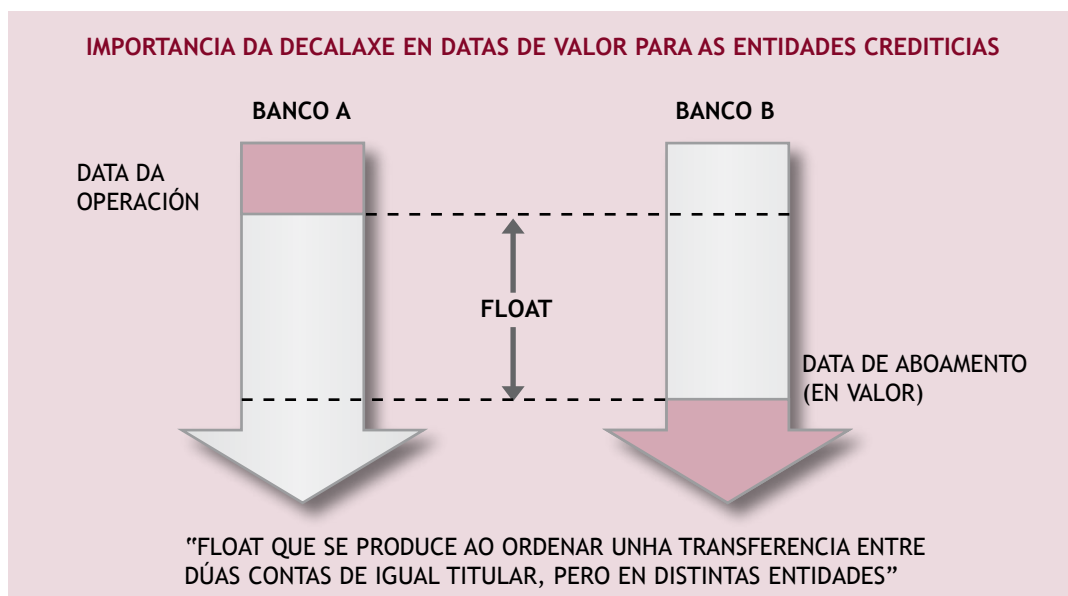 IMPORTANCIA DA DECALAXE EN DATAS DE VALOR PARA AS ENTIDADES CREDITICIAS
BANCO A
BANCO B
DATA DA
OPERACIÓN
FLOAT
DATA DE ABOAMENTO
(EN VALOR)
“FLOAT QUE SE PRODUCE AO ORDENAR UNHA TRANSFERENCIA ENTRE
DÚAS CONTAS DE IGUAL TITULAR, PERO EN DISTINTAS ENTIDADES”